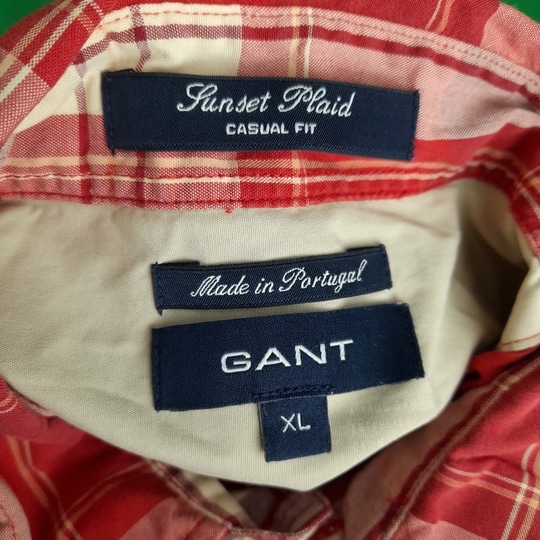 Sunset Plaid
CASUAL FIT
Made in Portugal
GANT
XL